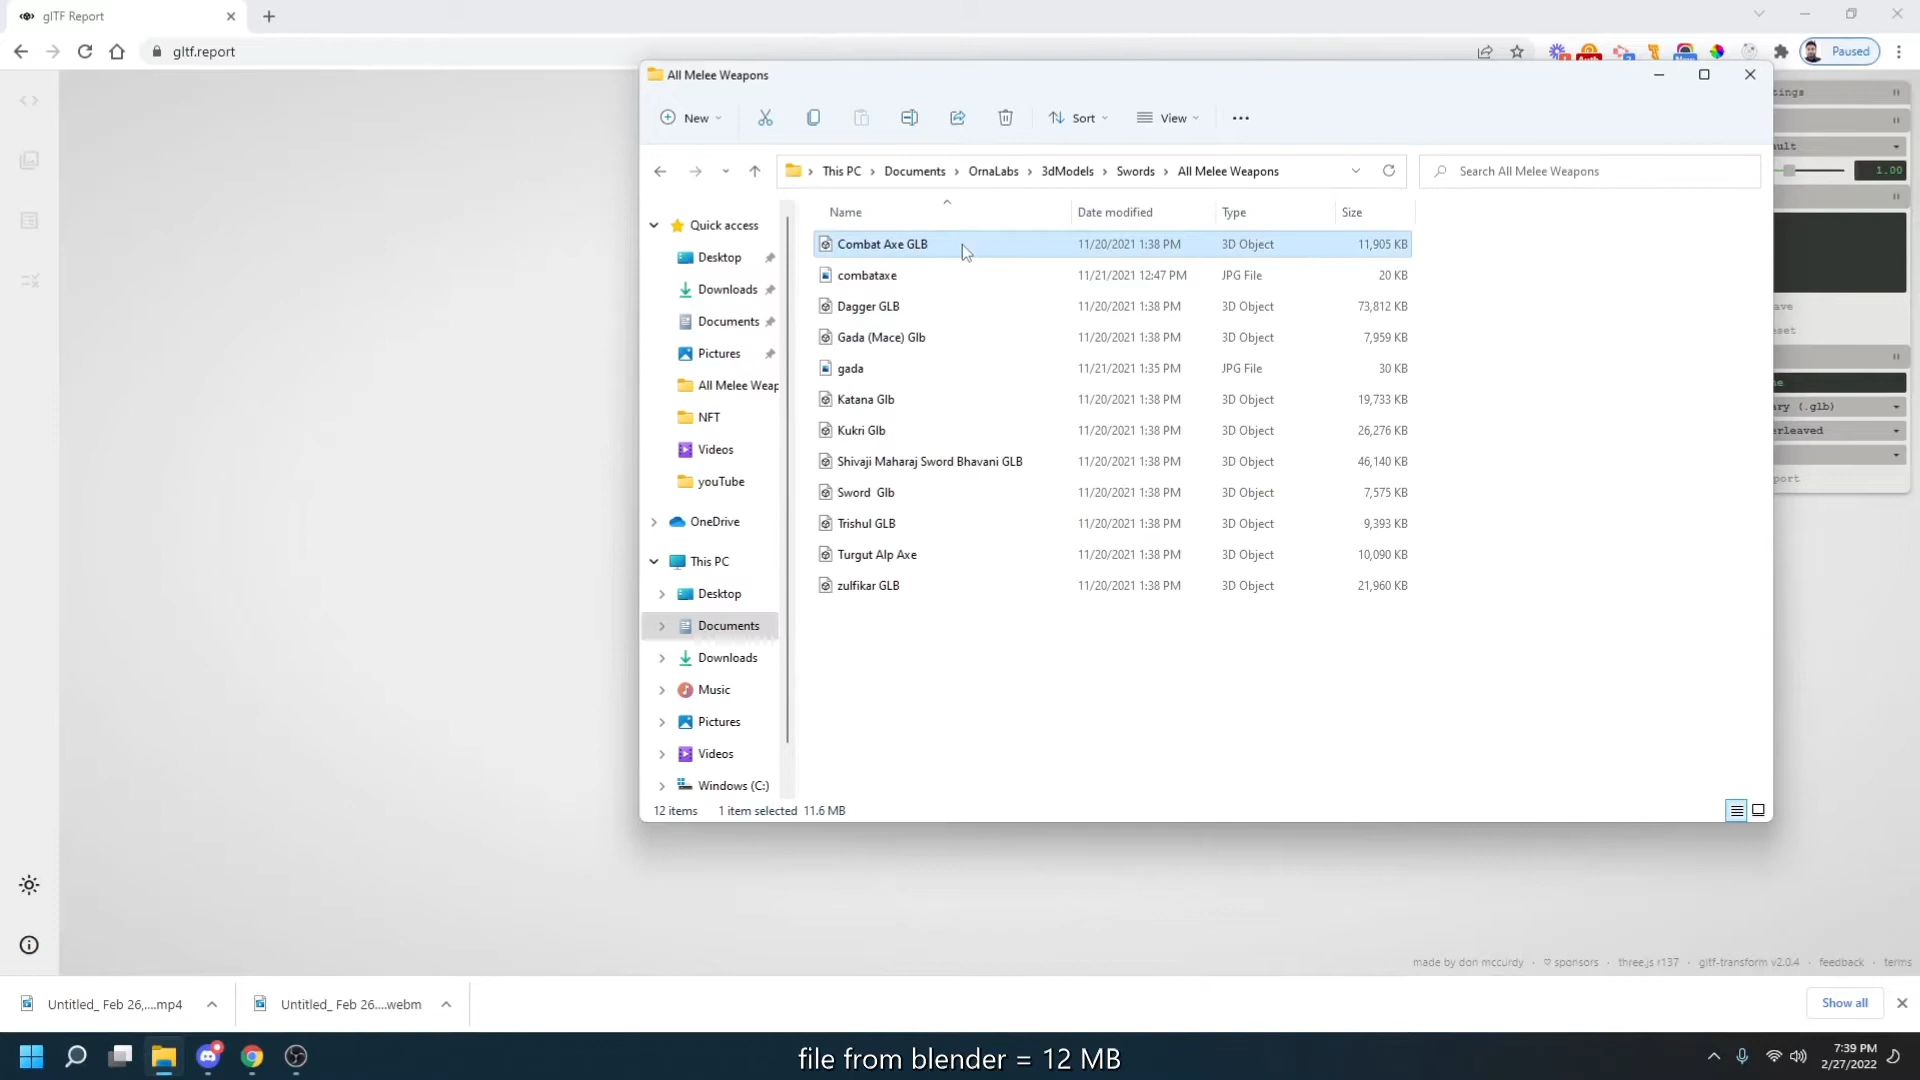 glTF Report
gltf.report
Paused
All Melee Weapons
New
Sort
View
This PC
Documents
OrnaLabs
3dModels
Swords
All Melee Weapons
Search All Melee Weapons
Name
Date modified
Type
Size
Quick access
Desktop
Downloads
Documents
Pictures
All Melee Weap
NFT
Videos
youTube
OneDrive
This PC
Desktop
Documents
Downloads
Music
Pictures
Videos
Windows (C:)
Combat Axe GLB 11/20/2021 1:38 PM 3D Object 11,905 KB
combataxe 11/21/2021 12:47 PM JPG File 20 KB
Dagger GLB 11/20/2021 1:38 PM 3D Object 73,812 KB
Gada (Mace) Glb 11/20/2021 1:38 PM 3D Object 7,959 KB
gada 11/21/2021 1:35 PM JPG File 30 KB
Katana Glb 11/20/2021 1:38 PM 3D Object 19,733 KB
Kukri Glb 11/20/2021 1:38 PM 3D Object 26,276 KB
Shivaji Maharaj Sword Bhavani GLB 11/20/2021 1:38 PM 3D Object 46,140 KB
Sword Glb 11/20/2021 1:38 PM 3D Object 7,575 KB
Trishul GLB 11/20/2021 1:38 PM 3D Object 9,393 KB
Turgut Alp Axe 11/20/2021 1:38 PM 3D Object 10,090 KB
zulfikar GLB 11/20/2021 1:38 PM 3D Object 21,960 KB
12 items 1 item selected 11.6 MB
tings
ault
1.00
ave
eset
ne
ary (.glb)
erleaved
port
made by don mccurdy · ♡ sponsors · three.js r137 · gltf-transform v2.0.4 · feedback · terms
Untitled_ Feb 26,....mp4
Untitled_ Feb 26....webm
Show all
file from blender = 12 MB
7:39 PM
2/27/2022